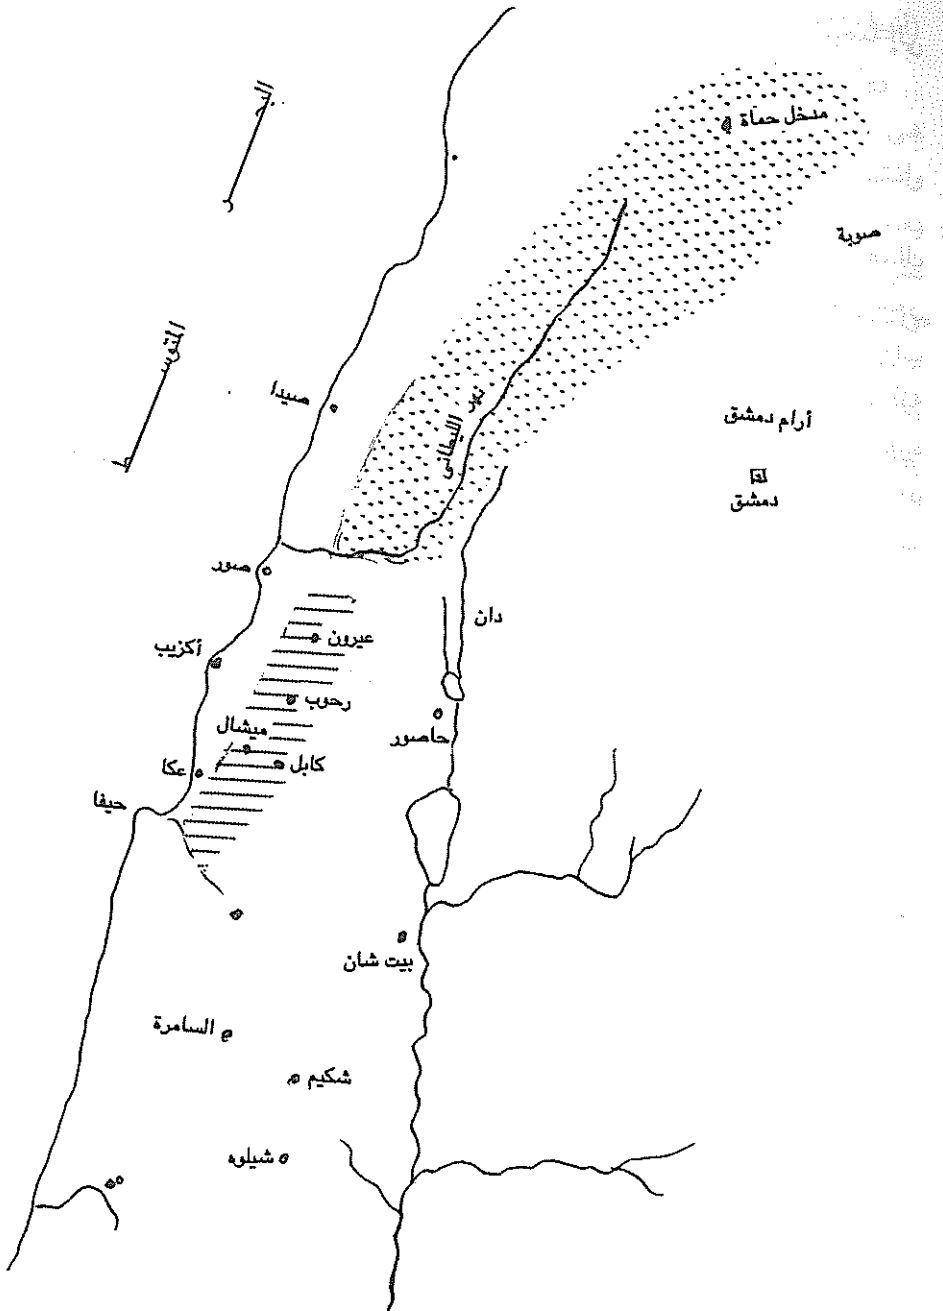 البحر
المتوسط
مدخل حماة
صوبة
صيدا
نهر الليطانى
أرام دمشق
دمشق
صور
دان
عيرون
أكزيب
رحوب
ميشال
حاصور
كابل
عكا
حيفا
بيت شان
السامرة
شكيم
شيلوه